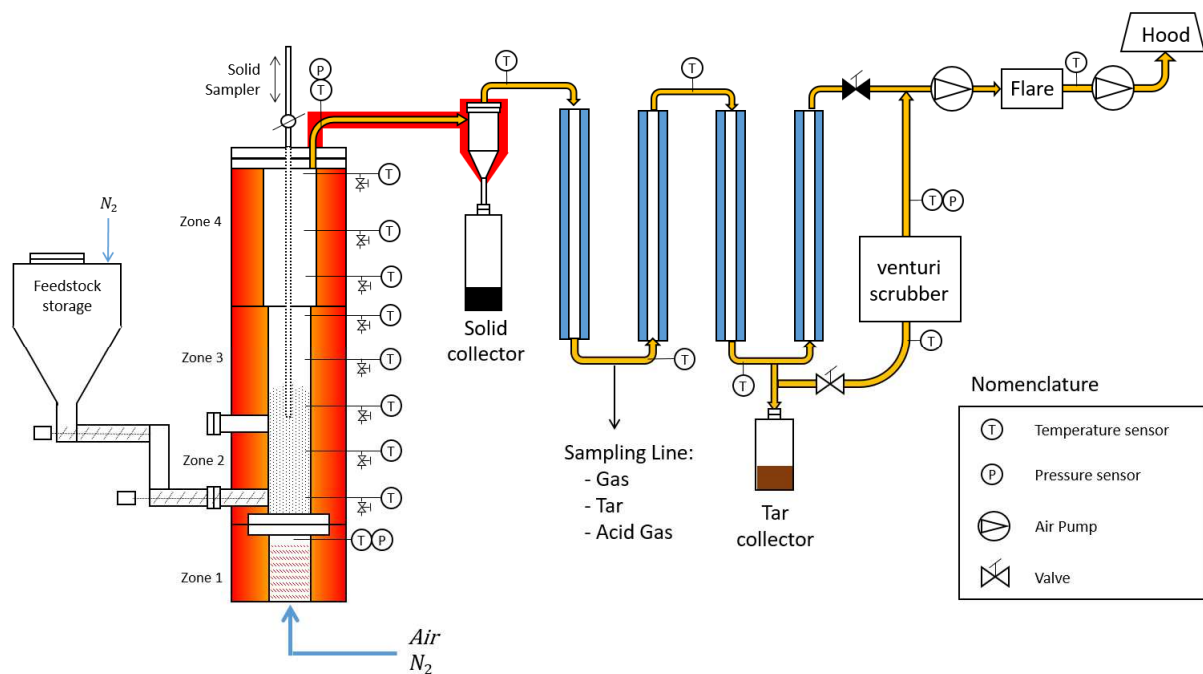 Solid
Sampler
P
T
T
T
T
Hood
Flare
N₂
Feedstock
storage
Zone 4
T
T
T
T
Zone 3
T
T
Zone 2
T
T
T P
Zone 1
Air
N₂
Solid
collector
T
Sampling Line:
- Gas
- Tar
- Acid Gas
T
Tar
collector
T P
venturi
scrubber
T
Nomenclature
T Temperature sensor
P Pressure sensor
Air Pump
Valve